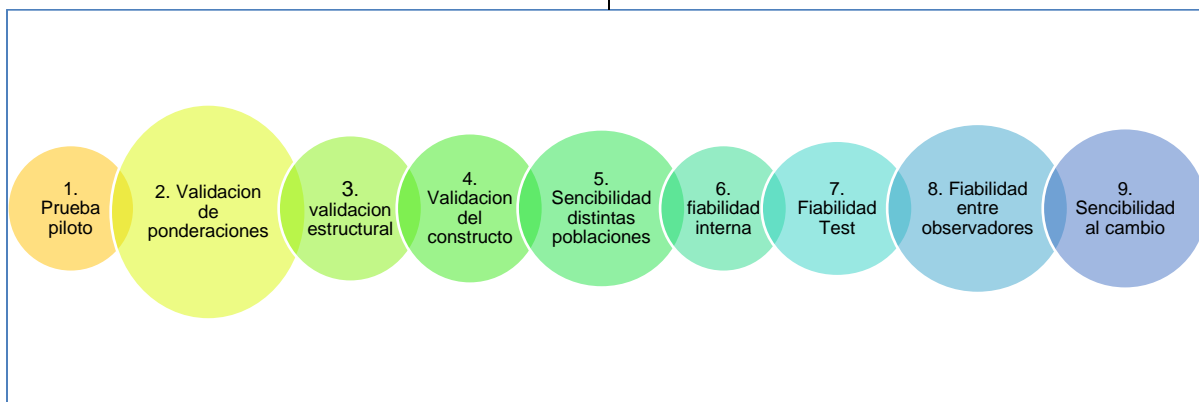 1.
Prueba
piloto
2. Validacion
de
ponderaciones
3.
validacion
estructural
4.
Validacion
del
constructo
5.
Sencibilidad
distintas
poblaciones
6.
fiabilidad
interna
7.
Fiabilidad
Test
8. Fiabilidad
entre
observadores
9.
Sencibilidad
al cambio